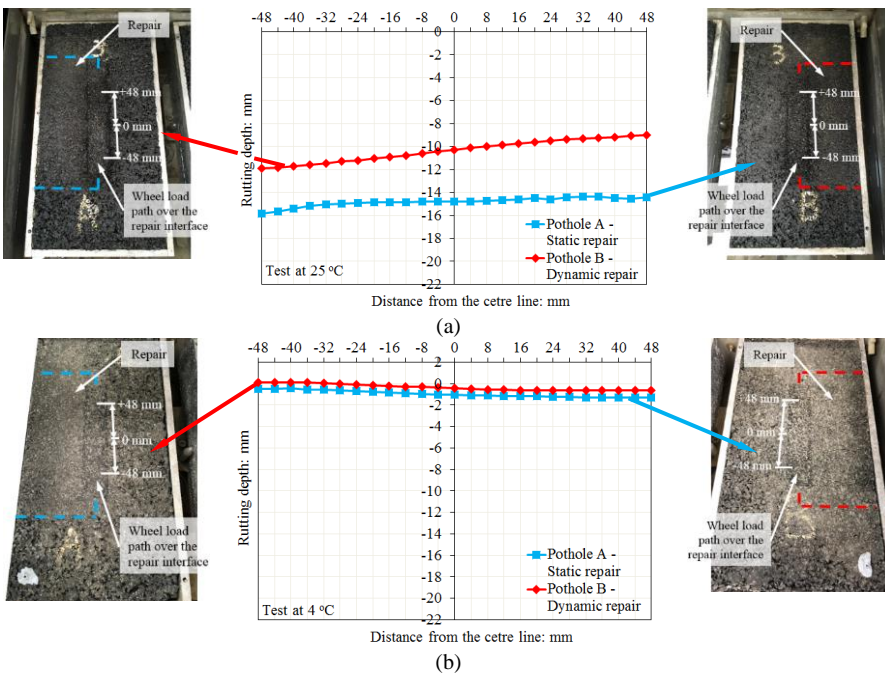 -48 -40 -32 -24 -16 -8 0 8 16 24 32 40 48
0
-2
-4
-6
-8
-10
-12
-14
-16
-18
-20
-22
Rutting depth: mm
Pothole A -
Static repair
Pothole B -
Dynamic repair
Test at 25 °C
Distance from the cetre line: mm
Repair
3
+48 mm
0 mm
-48 mm
Wheel load
path over the
repair interface
A
Repair
3
+48 mm
0 mm
-48 mm
Wheel load
path over the
repair interface
B
(a)
-48 -40 -32 -24 -16 -8 0 8 16 24 32 40 48
2
0
-2
-4
-6
-8
-10
-12
-14
-16
-18
-20
-22
Rutting depth: mm
Pothole A -
Static repair
Pothole B -
Dynamic repair
Test at 4 °C
Distance from the cetre line: mm
Repair
+48 mm
0 mm
-48 mm
Wheel load
path over the
repair interface
A
Repair
48 mm
0 mm
-48 mm
Wheel load
path over the
repair interface
(b)